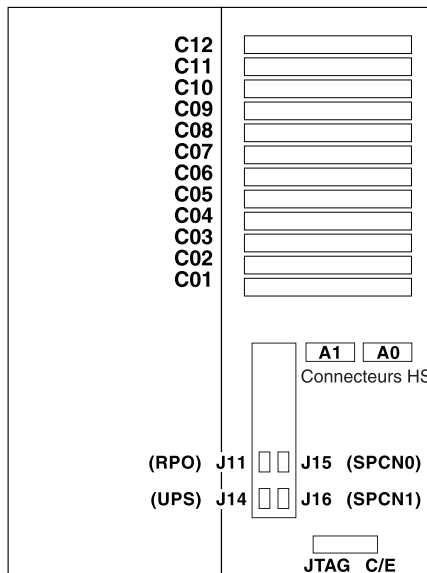 C12
C11
C10
C09
C08
C07
C06
C05
C04
C03
C02
C01
A1 A0
Connecteurs HS
(RPO) J11 J15 (SPCN0)
(UPS) J14 J16 (SPCN1)
JTAG C/E